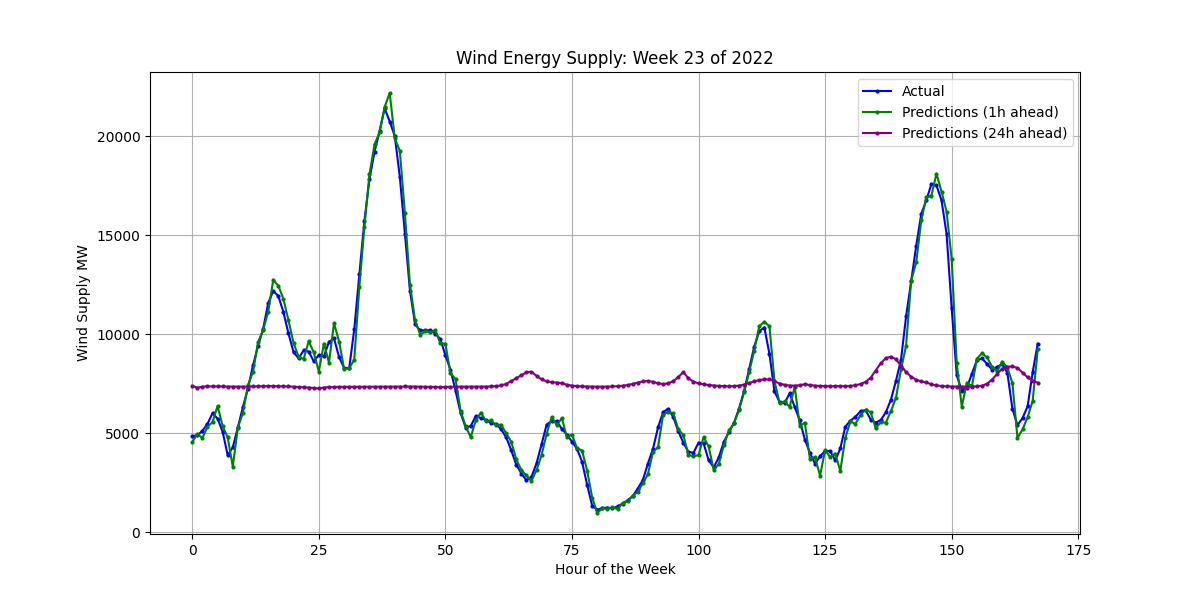 Wind Energy Supply: Week 23 of 2022
Actual
Predictions (1h ahead)
Predictions (24h ahead)
20000
15000
10000
5000
0
Wind Supply MW
0 25 50 75 100 125 150 175
Hour of the Week